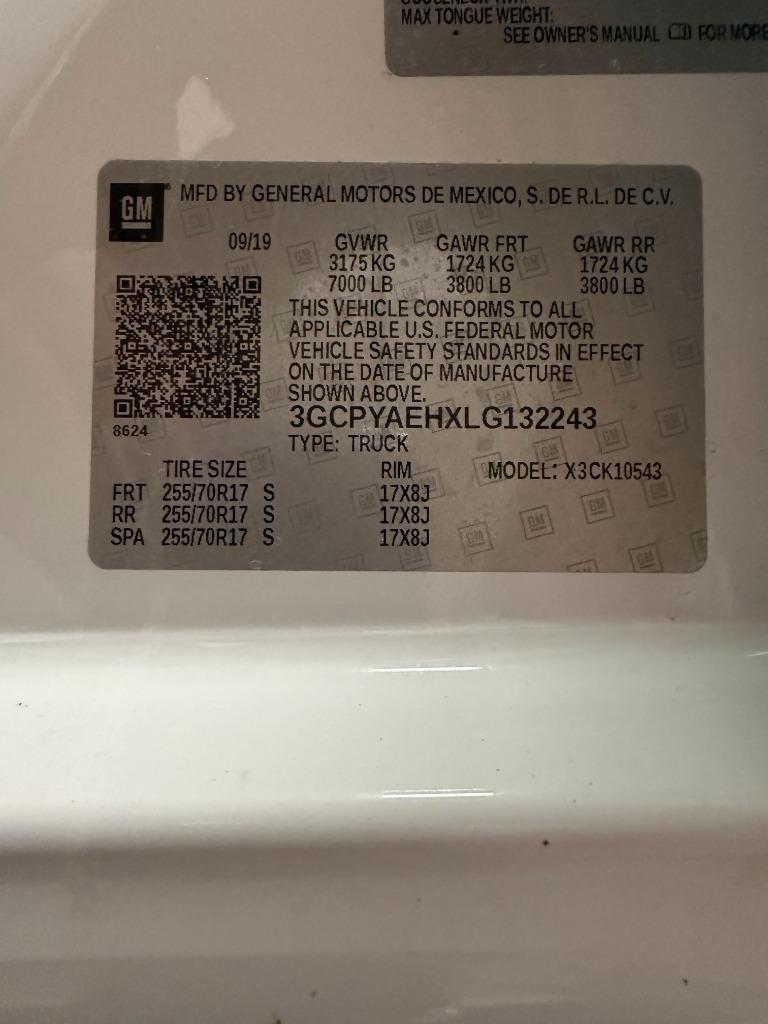 MAX TONGUE WEIGHT:
SEE OWNER'S MANUAL FOR MORE
GM MFD BY GENERAL MOTORS DE MEXICO, S. DE R.L. DE C.V.
09/19 GVWR GAWR FRT GAWR RR
3175 KG 1724 KG 1724 KG
7000 LB 3800 LB 3800 LB
THIS VEHICLE CONFORMS TO ALL
APPLICABLE U.S. FEDERAL MOTOR
VEHICLE SAFETY STANDARDS IN EFFECT
ON THE DATE OF MANUFACTURE
SHOWN ABOVE.
3GCPYAEHXLG132243
8624
TYPE: TRUCK
TIRE SIZE RIM MODEL: X3CK10543
FRT 255/70R17 S 17X8J
RR 255/70R17 S 17X8J
SPA 255/70R17 S 17X8J